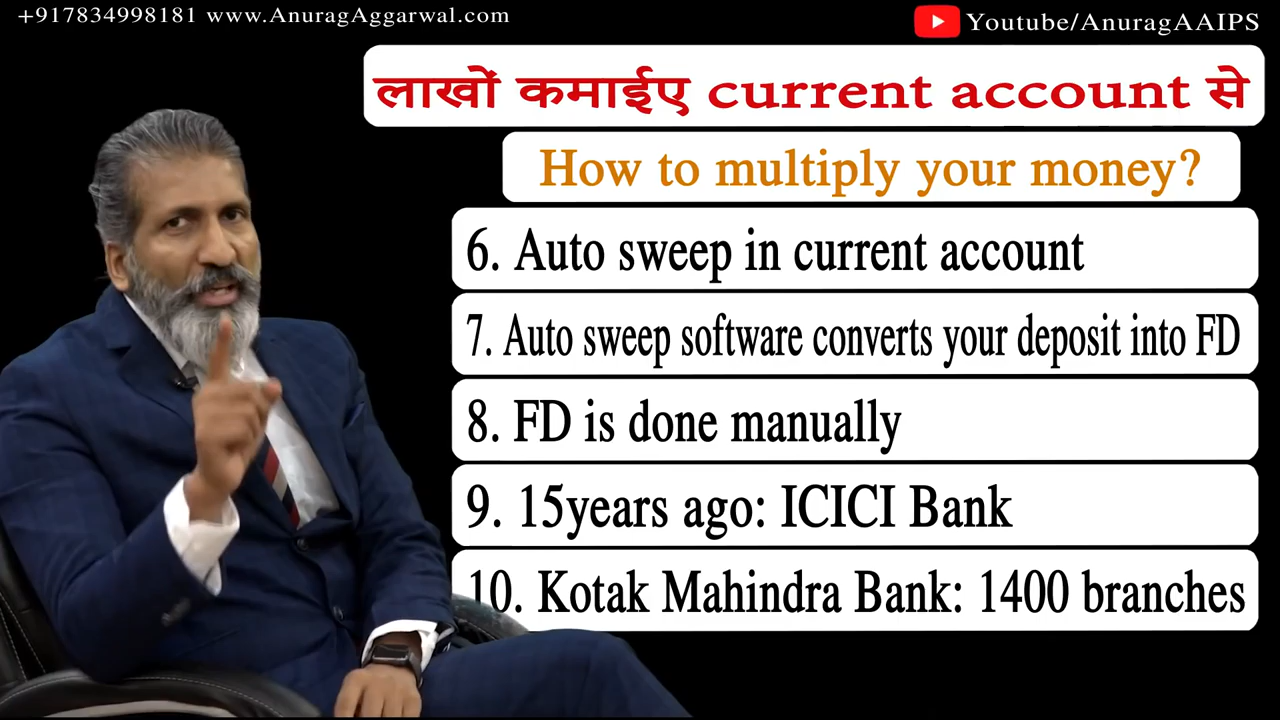 +917834998181 www.AnuragAggarwal.com
Youtube/AnuragAAIPS
लाखों कमाईए current account से
How to multiply your money?
6. Auto sweep in current account
7. Auto sweep software converts your deposit into FD
8. FD is done manually
9. 15years ago: ICICI Bank
10. Kotak Mahindra Bank: 1400 branches